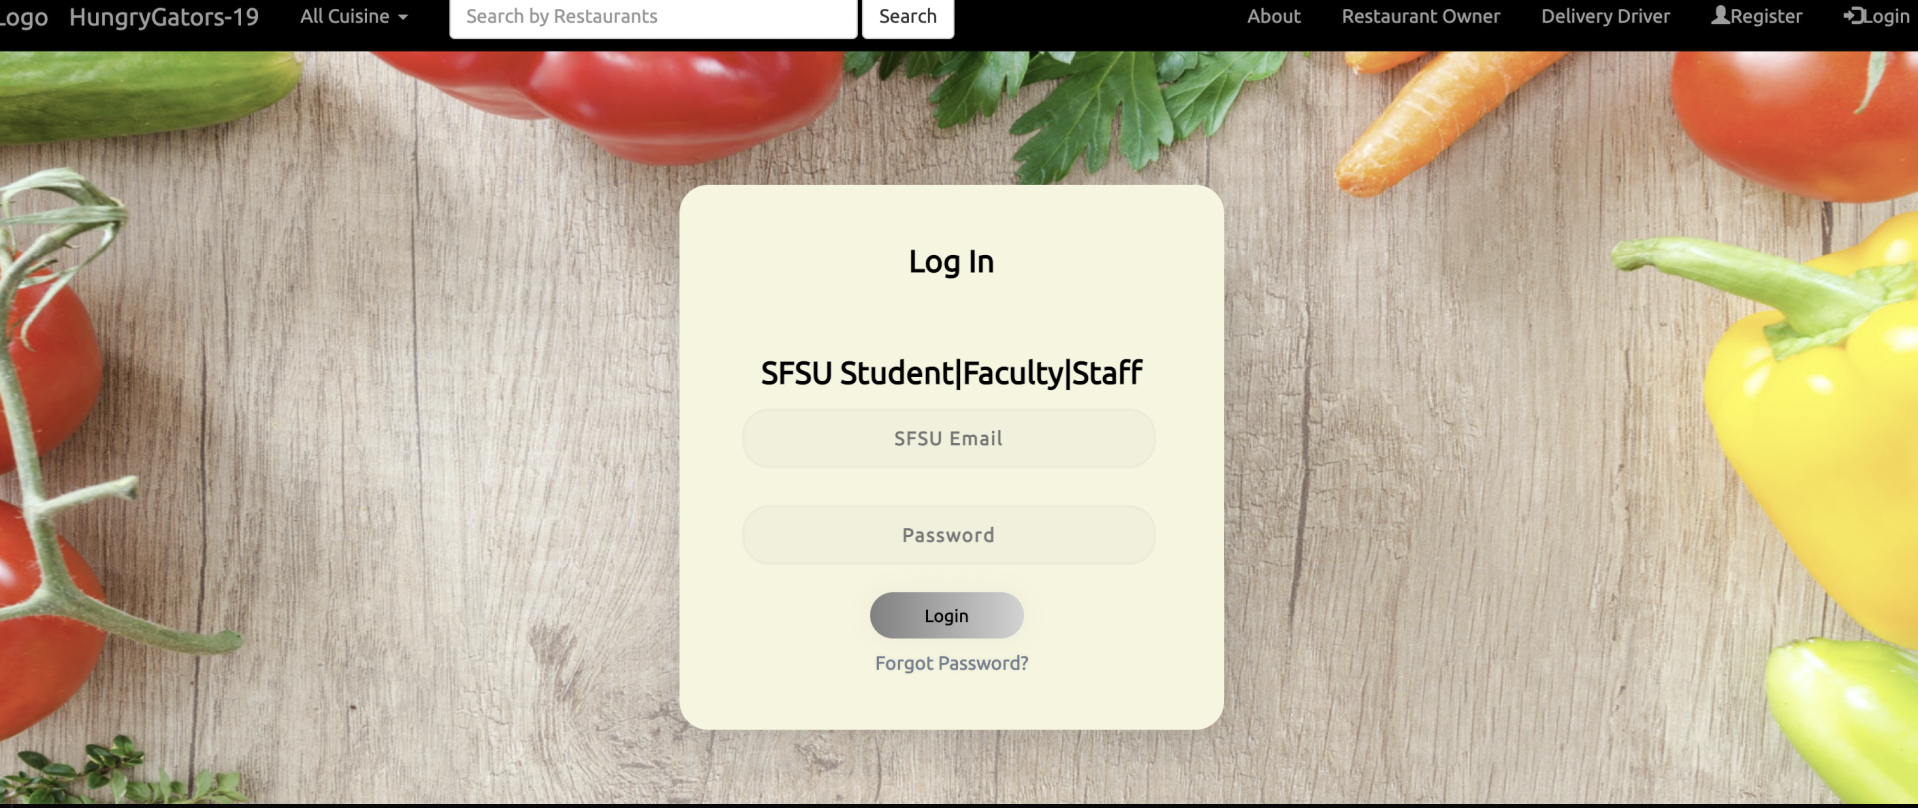 Logo HungryGators-19 All Cuisine Search by Restaurants Search About Restaurant Owner Delivery Driver Register Login
Log In
SFSU Student|Faculty|Staff
SFSU Email
Password
Login
Forgot Password?